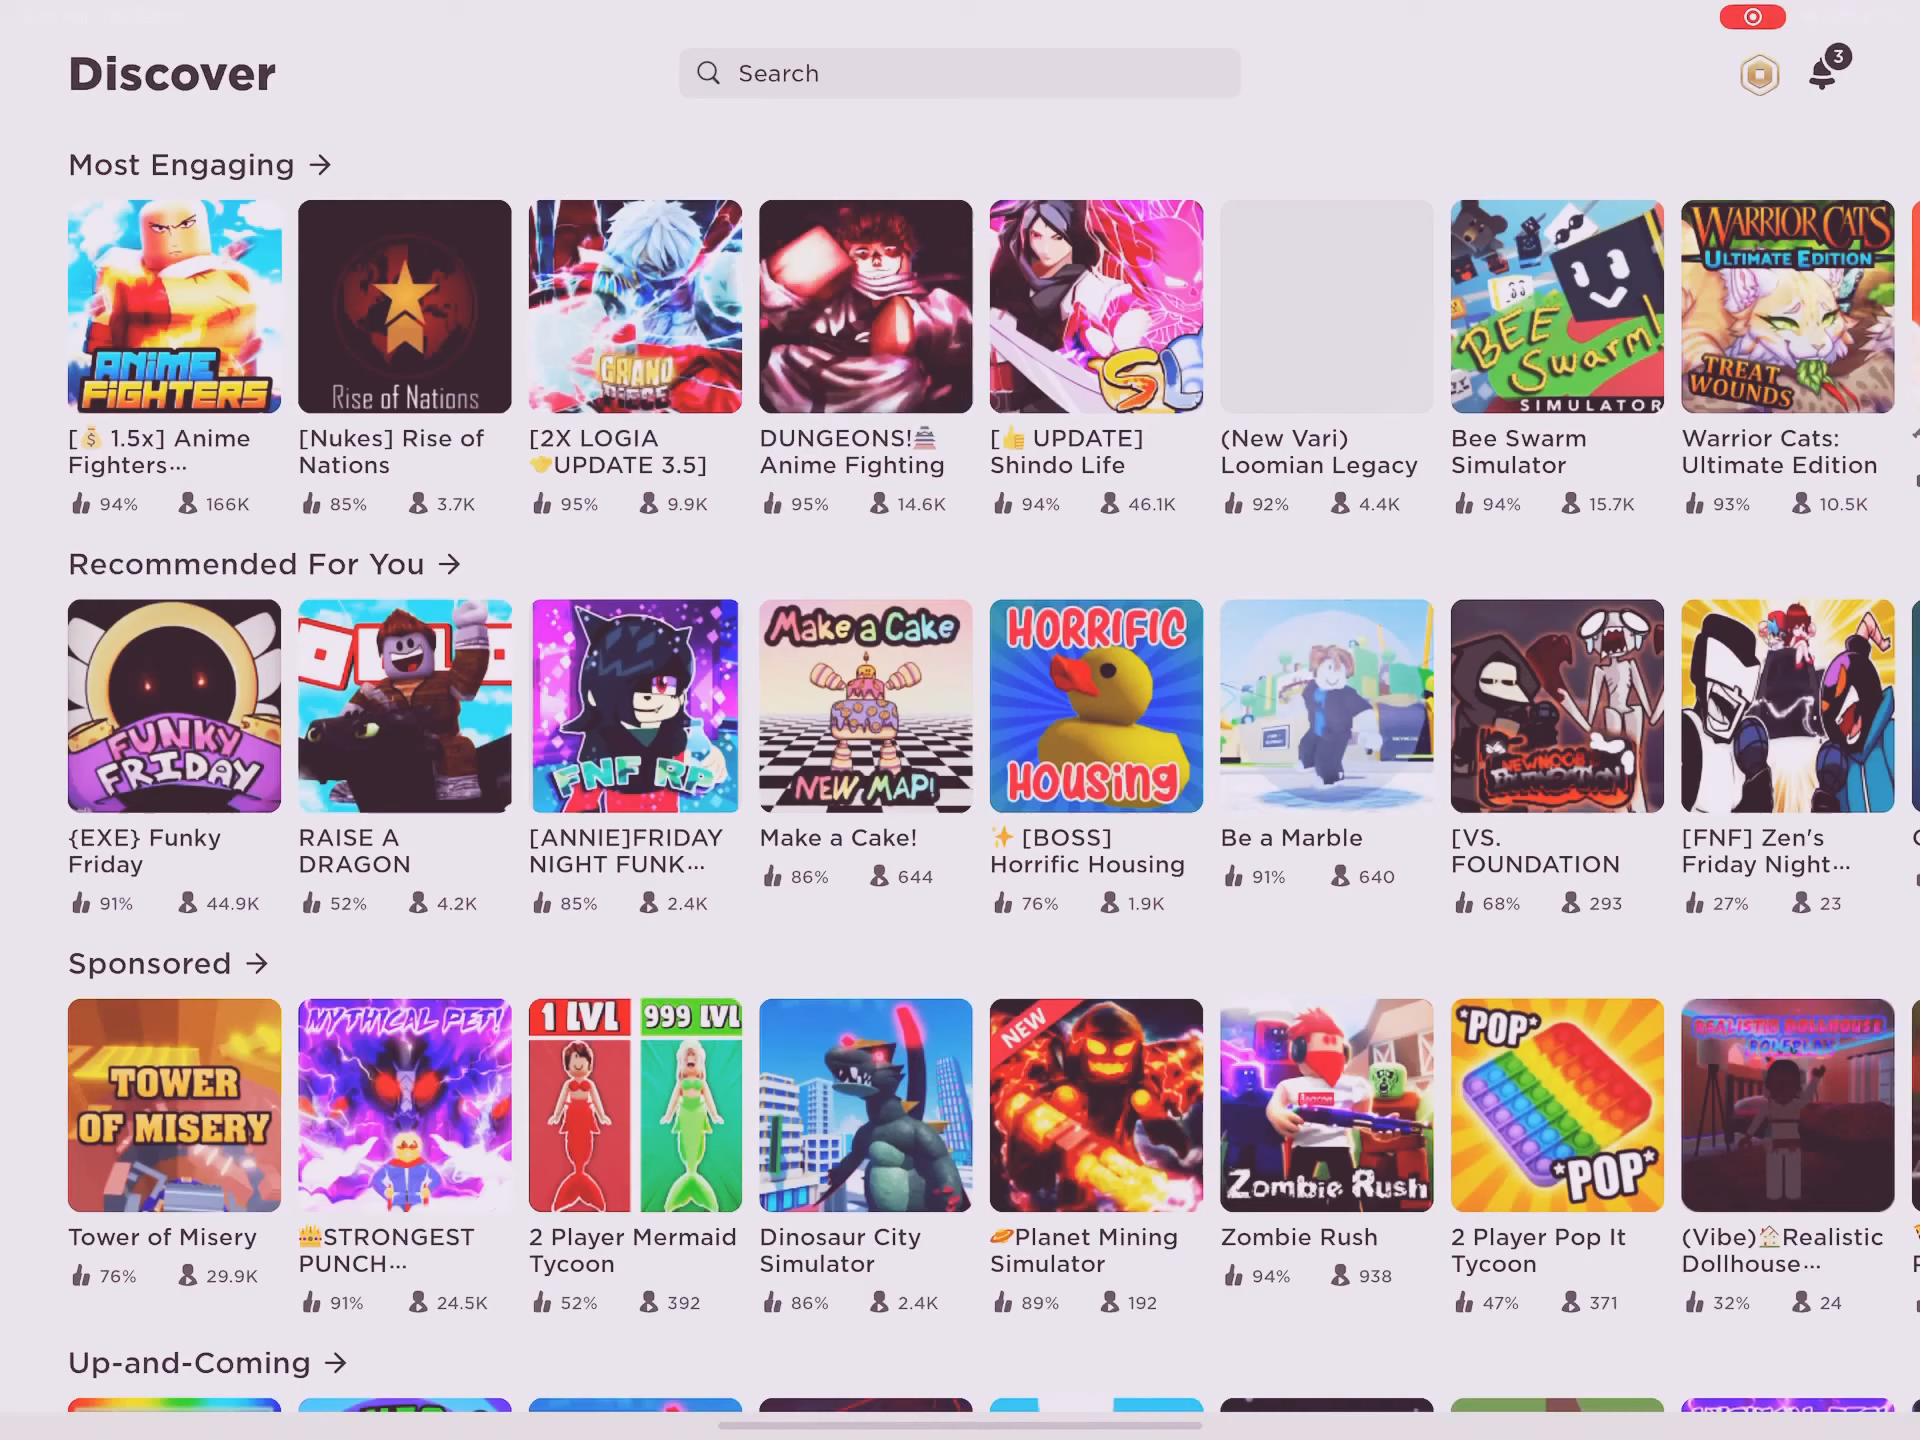 Discover
Search
3
Most Engaging →
ANIME
FIGHTERS
Rise of Nations
GRAND
PIECE
SL
BEE
Swarm!
SIMULATOR
WARRIOR CATS
ULTIMATE EDITION
TREAT
WOUNDS
[💰 1.5x] Anime
Fighters...
[Nukes] Rise of
Nations
[2X LOGIA
UPDATE 3.5]
DUNGEONS!🏯
Anime Fighting
[👍 UPDATE]
Shindo Life
(New Vari)
Loomian Legacy
Bee Swarm
Simulator
Warrior Cats:
Ultimate Edition
94% 166K
85% 3.7K
95% 9.9K
95% 14.6K
94% 46.1K
92% 4.4K
94% 15.7K
93% 10.5K
Recommended For You →
FUNKY
FRIDAY
FNF RP
Make a Cake
NEW MAP!
HORRIFIC
HOUSING
{EXE} Funky
Friday
RAISE A
DRAGON
[ANNIE]FRIDAY
NIGHT FUNK...
Make a Cake!
✨ [BOSS]
Horrific Housing
Be a Marble
[VS.
FOUNDATION
[FNF] Zen's
Friday Night...
91% 44.9K
52% 4.2K
85% 2.4K
86% 644
76% 1.9K
91% 640
68% 293
27% 23
Sponsored →
TOWER
OF MISERY
MYTHICAL PET!
1 LVL
999 LVL
NEW
Zombie Rush
*POP*
*POP*
REALISTIC DOLLHOUSE
ROLEPLAY
Tower of Misery
👑STRONGEST
PUNCH...
2 Player Mermaid
Tycoon
Dinosaur City
Simulator
🪐Planet Mining
Simulator
Zombie Rush
2 Player Pop It
Tycoon
(Vibe)🏠Realistic
Dollhouse...
76% 29.9K
91% 24.5K
52% 392
86% 2.4K
89% 192
94% 938
47% 371
32% 24
Up-and-Coming →